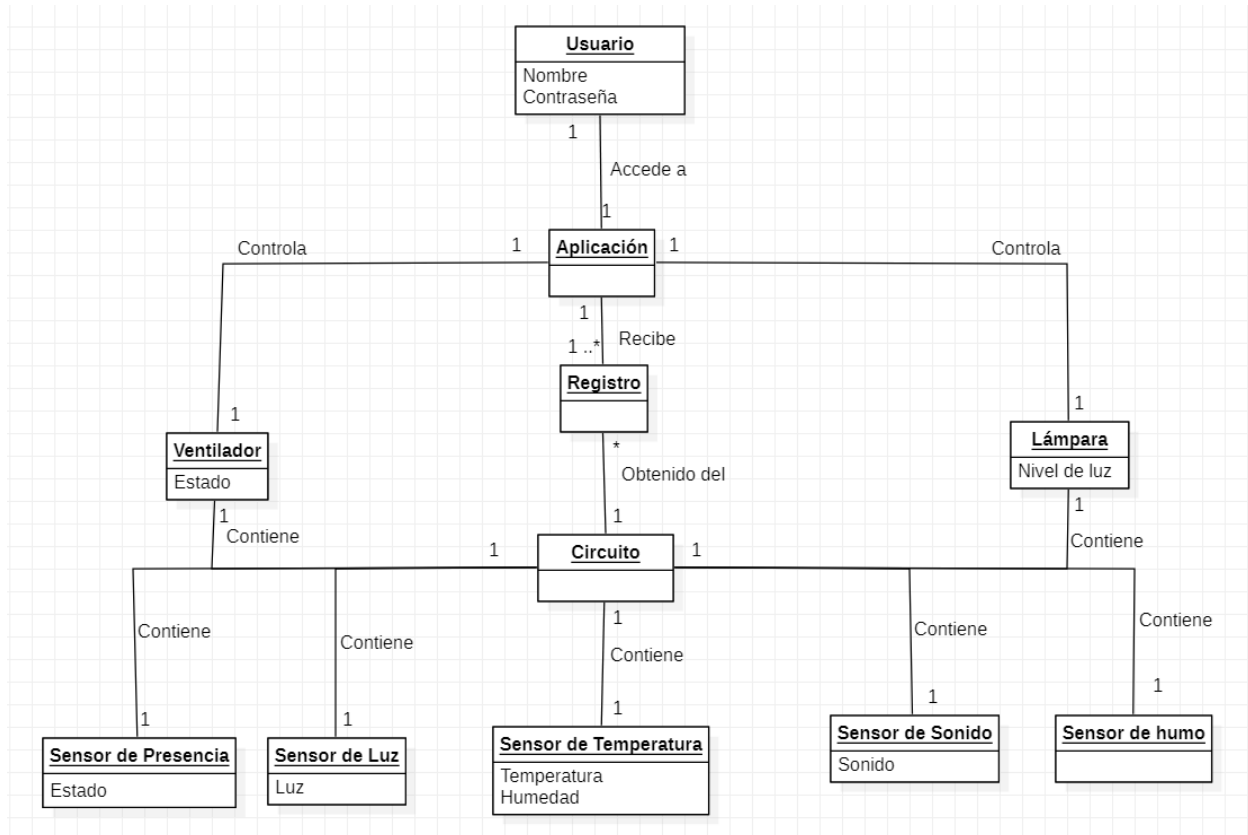 Usuario
Nombre
Contraseña
1
Accede a
1
Controla
1
Aplicación
1
Controla
1
1 ..*
Recibe
Registro
1
1
Ventilador
Estado
*
Lámpara
Nivel de luz
Obtenido del
1
Contiene
1
1
Contiene
1
Circuito
1
Contiene
Contiene
1
Contiene
Contiene
Contiene
1
1
1
1
1
Sensor de Presencia
Estado
Sensor de Luz
Luz
Sensor de Temperatura
Temperatura
Humedad
Sensor de Sonido
Sonido
Sensor de humo